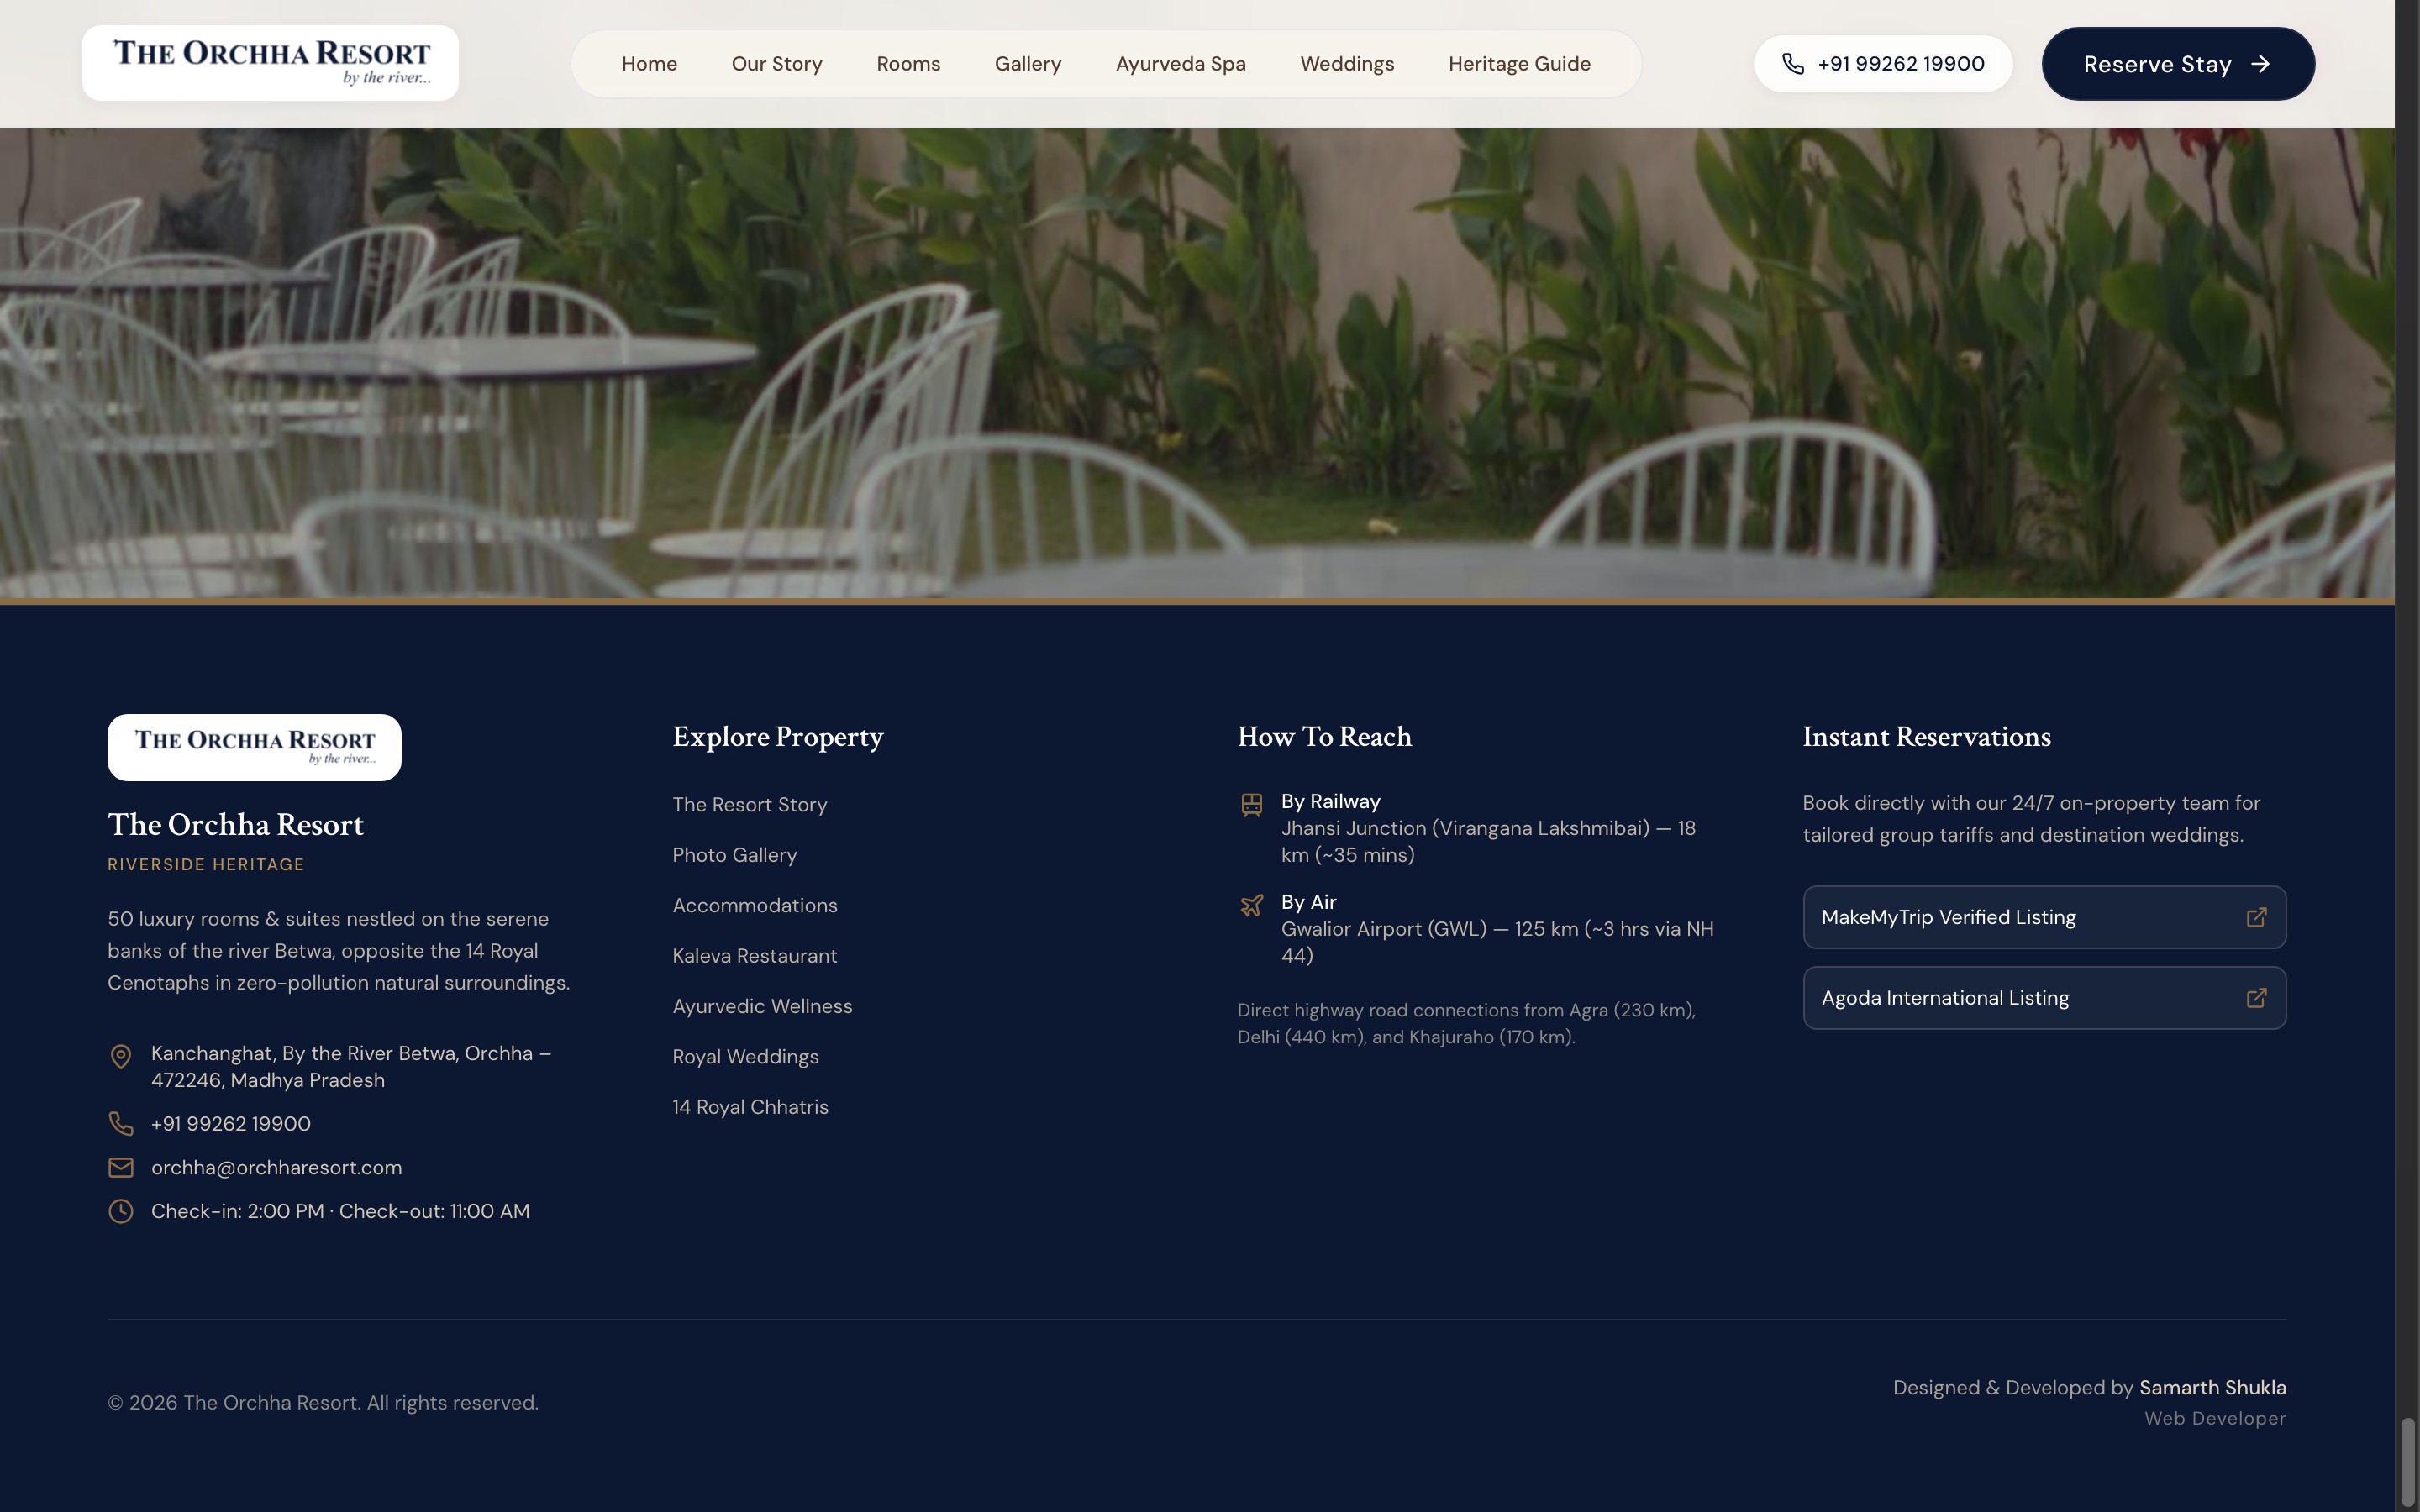 THE ORCHHA RESORT
by the river...
Home
Our Story
Rooms
Gallery
Ayurveda Spa
Weddings
Heritage Guide
+91 99262 19900
Reserve Stay
THE ORCHHA RESORT
by the river...
The Orchha Resort
RIVERSIDE HERITAGE
50 luxury rooms & suites nestled on the serene
banks of the river Betwa, opposite the 14 Royal
Cenotaphs in zero-pollution natural surroundings.
Kanchanghat, By the River Betwa, Orchha –
472246, Madhya Pradesh
+91 99262 19900
orchha@orchharesort.com
Check-in: 2:00 PM · Check-out: 11:00 AM
Explore Property
The Resort Story
Photo Gallery
Accommodations
Kaleva Restaurant
Ayurvedic Wellness
Royal Weddings
14 Royal Chhatris
How To Reach
By Railway
Jhansi Junction (Virangana Lakshmibai) — 18
km (~35 mins)
By Air
Gwalior Airport (GWL) — 125 km (~3 hrs via NH
44)
Direct highway road connections from Agra (230 km),
Delhi (440 km), and Khajuraho (170 km).
Instant Reservations
Book directly with our 24/7 on-property team for
tailored group tariffs and destination weddings.
MakeMyTrip Verified Listing
Agoda International Listing
© 2026 The Orchha Resort. All rights reserved.
Designed & Developed by Samarth Shukla
Web Developer